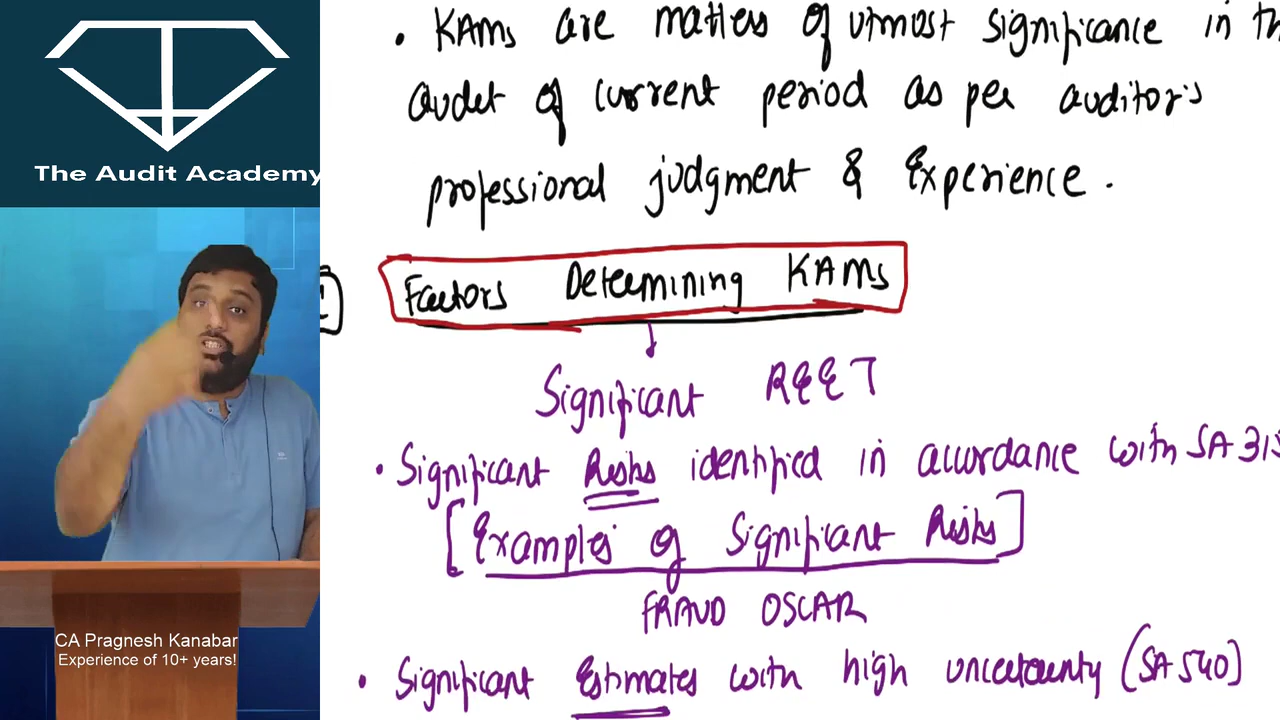 The Audit Academy
• KAMs are matters of utmost significance in th
audit of current period as per auditor's
professional judgment & Experience.
Factors Determining KAMs
Significant REET
• Significant Risks identified in accordance with SA 315
[Examples of Significant Risks]
FRAUD OSCAR
• Significant Estimates with high uncertainty (SA 540)
CA Pragnesh Kanabar
Experience of 10+ years!